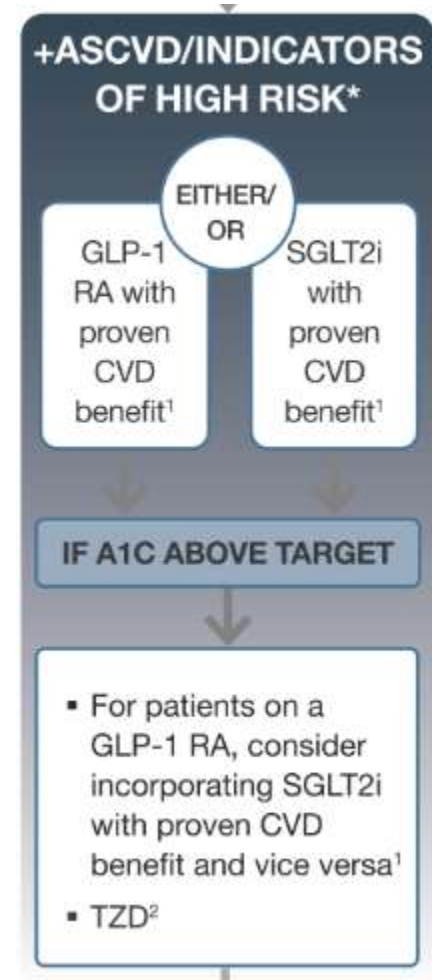 +ASCVD/INDICATORS
OF HIGH RISK*
EITHER/
OR
GLP-1
RA with
proven
CVD
benefit¹
SGLT2i
with
proven
CVD
benefit¹
IF A1C ABOVE TARGET
▪ For patients on a
GLP-1 RA, consider
incorporating SGLT2i
with proven CVD
benefit and vice versa¹
▪ TZD²